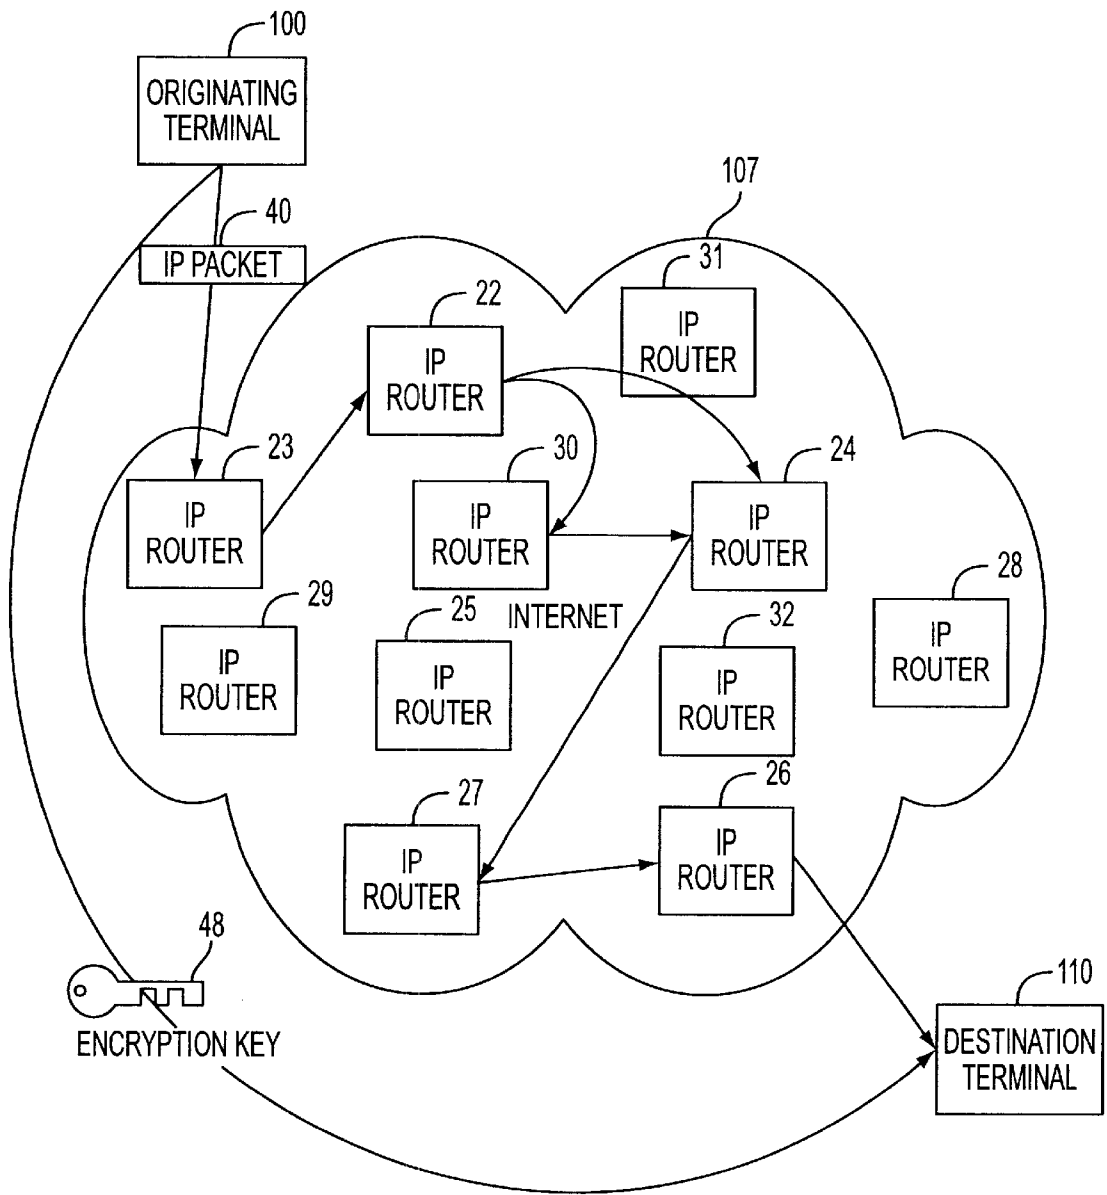 100
ORIGINATING
TERMINAL
40
IP PACKET
107
31
IP
ROUTER
22
IP
ROUTER
23
IP
ROUTER
30
IP
ROUTER
24
IP
ROUTER
29
IP
ROUTER
25
IP
ROUTER
INTERNET
32
IP
ROUTER
28
IP
ROUTER
27
IP
ROUTER
26
IP
ROUTER
48
ENCRYPTION KEY
110
DESTINATION
TERMINAL